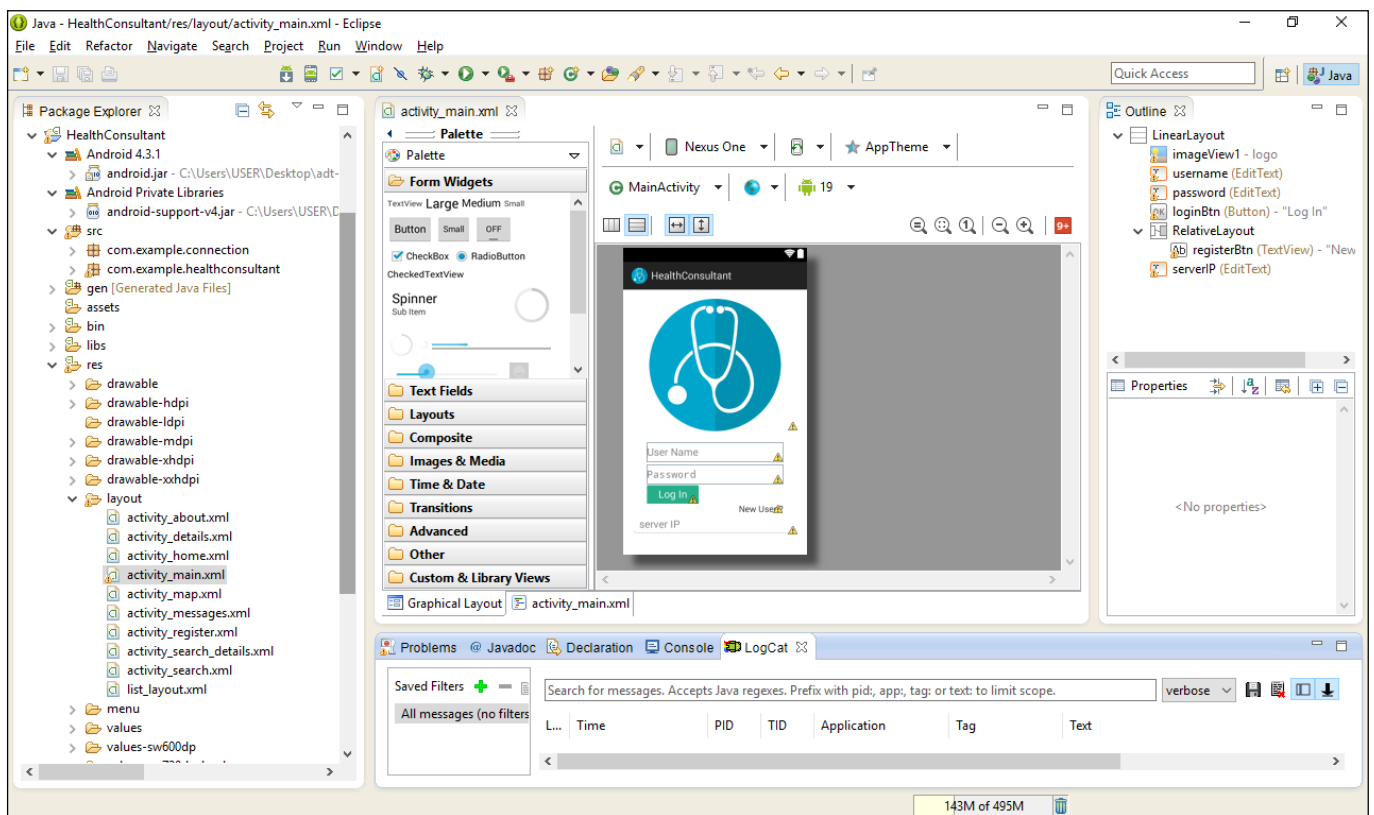 Java - HealthConsultant/res/layout/activity_main.xml - Eclipse
File Edit Refactor Navigate Search Project Run Window Help
Quick Access
Java
Package Explorer
HealthConsultant
Android 4.3.1
android.jar - C:\Users\USER\Desktop\adt-
Android Private Libraries
android-support-v4.jar - C:\Users\USER\D
src
com.example.connection
com.example.healthconsultant
gen [Generated Java Files]
assets
bin
libs
res
drawable
drawable-hdpi
drawable-ldpi
drawable-mdpi
drawable-xhdpi
drawable-xxhdpi
layout
activity_about.xml
activity_details.xml
activity_home.xml
activity_main.xml
activity_map.xml
activity_messages.xml
activity_register.xml
activity_search_details.xml
activity_search.xml
list_layout.xml
menu
values
values-sw600dp
activity_main.xml
Palette
Palette
Form Widgets
TextView Large Medium Small
Button Small OFF
CheckBox RadioButton
CheckedTextView
Spinner
Sub Item
Text Fields
Layouts
Composite
Images & Media
Time & Date
Transitions
Advanced
Other
Custom & Library Views
Graphical Layout activity_main.xml
Nexus One AppTheme
MainActivity 19
9+
HealthConsultant
User Name
Password
Log In
New User?
server IP
Outline
LinearLayout
imageView1 - logo
username (EditText)
password (EditText)
loginBtn (Button) - "Log In"
RelativeLayout
registerBtn (TextView) - "New
serverIP (EditText)
Properties
<No properties>
Problems Javadoc Declaration Console LogCat
Saved Filters
All messages (no filters
Search for messages. Accepts Java regexes. Prefix with pid:, app:, tag: or text: to limit scope.
verbose
L... Time PID TID Application Tag Text
143M of 495M